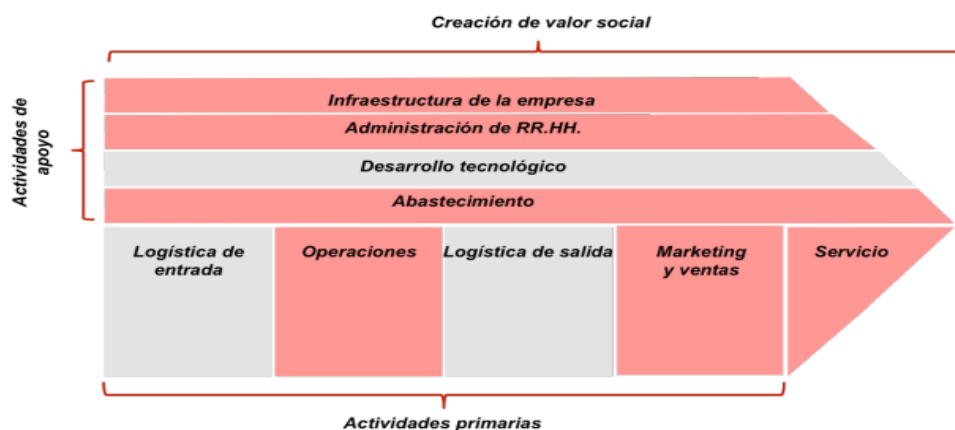 Creación de valor social
Actividades de
apoyo
Infraestructura de la empresa
Administración de RR.HH.
Desarrollo tecnológico
Abastecimiento
Logística de
entrada
Operaciones
Logística de salida
Marketing
y ventas
Servicio
Actividades primarias